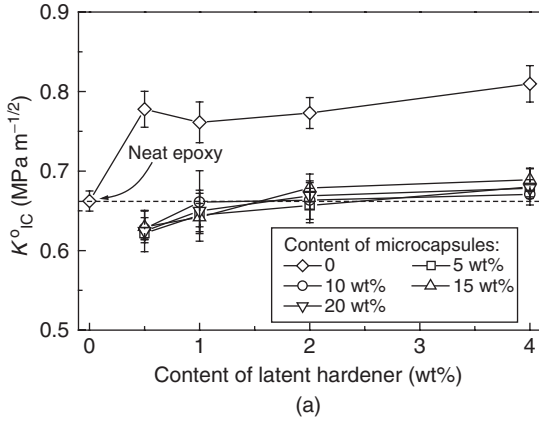 0.9
(a)
0.8
Neat epoxy
0.7
K°IC (MPa m−1/2)
0.6
Content of microcapsules:
0
5 wt%
10 wt%
15 wt%
20 wt%
0.5
0 1 2 3 4
Content of latent hardener (wt%)
(a)